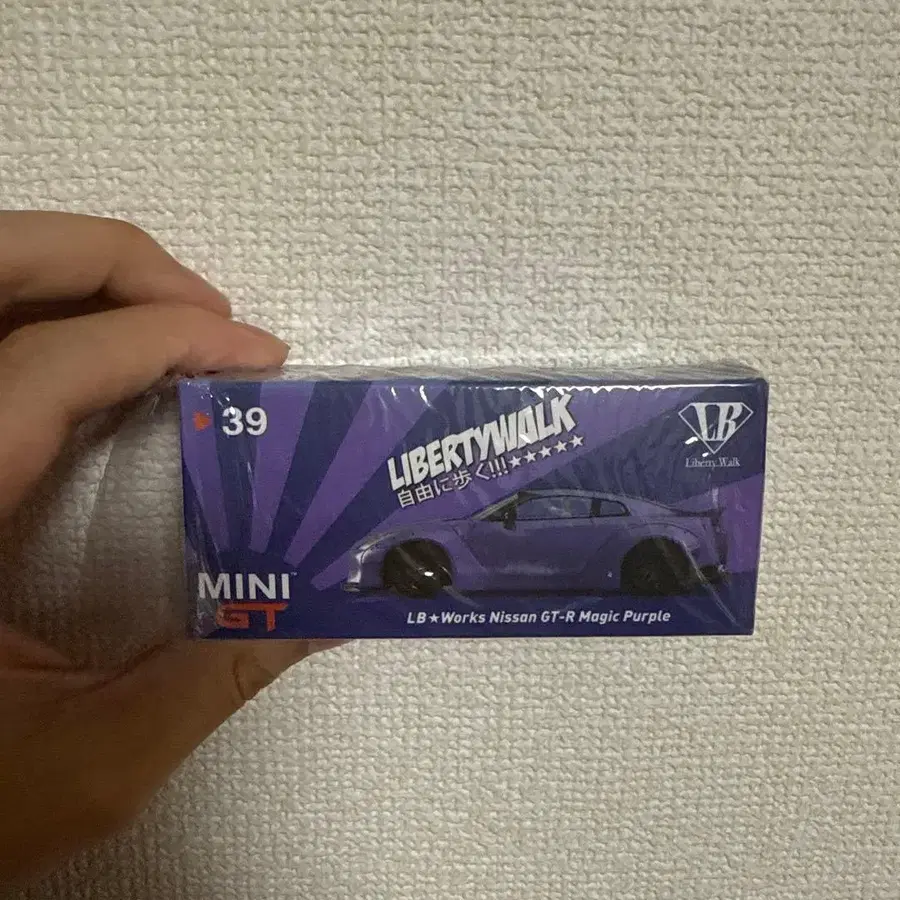 39
LIBERTYWALK
自由に歩く!!!★★★★★
LB
Liberty Walk
MINI
GT
LB★Works Nissan GT-R Magic Purple